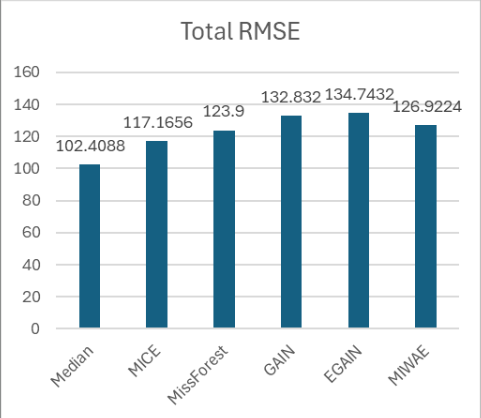 Total RMSE
160
140
120
100
80
60
40
20
0
102.4088
117.1656
123.9
132.832
134.7432
126.9224
Median
MICE
MissForest
GAIN
EGAIN
MIWAE